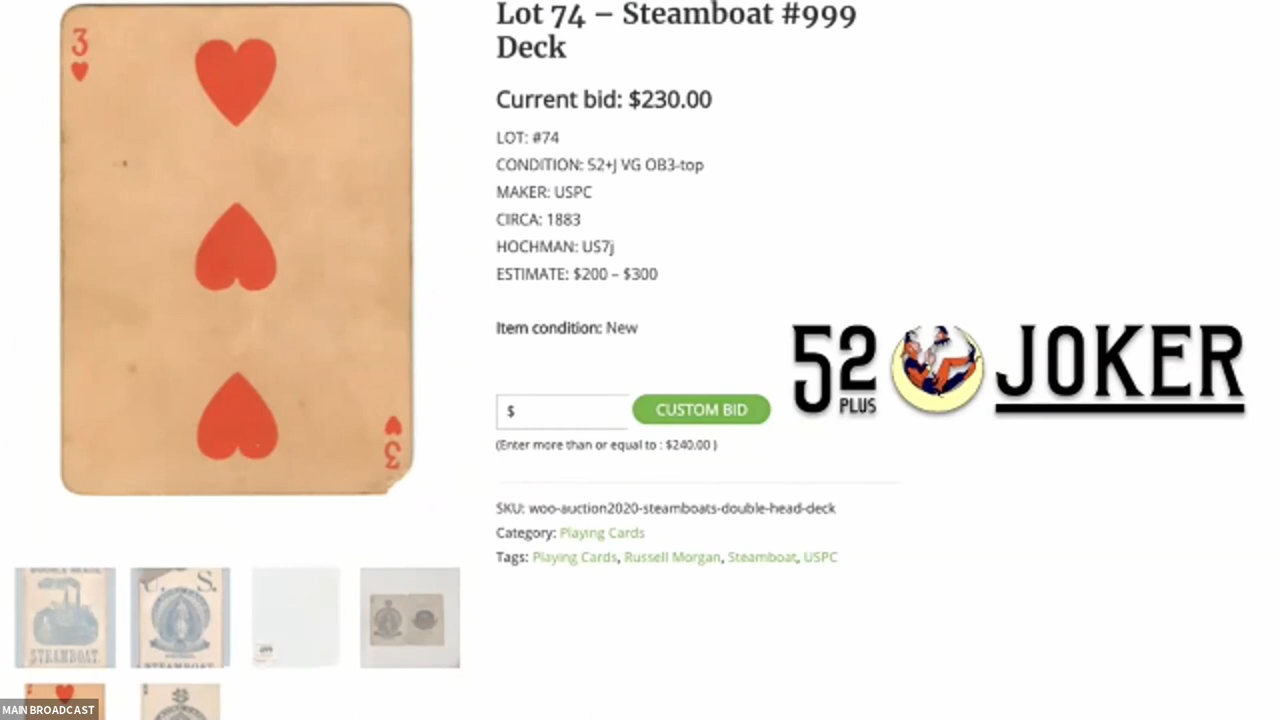 3
Lot 74 – Steamboat #999
Deck
Current bid: $230.00
LOT: #74
CONDITION: 52+J VG OB3-top
MAKER: USPC
CIRCA: 1883
HOCHMAN: US7j
ESTIMATE: $200 – $300
Item condition: New
52 PLUS JOKER
$ CUSTOM BID
(Enter more than or equal to : $240.00 )
3
SKU: woo-auction2020-steamboats-double-head-deck
Category: Playing Cards
Tags: Playing Cards, Russell Morgan, Steamboat, USPC
U. S.
STEAMBOAT
STEAMBOAT
MAIN BROADCAST